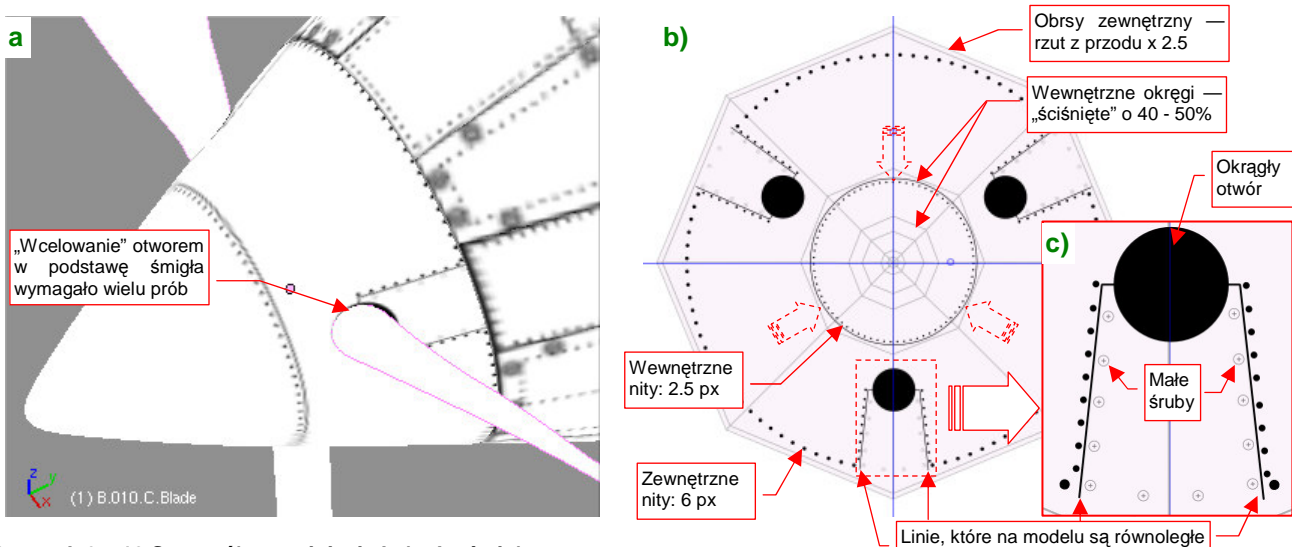 a
„Wcelowanie” otworem
w podstawę śmigła
wymagało wielu prób
z
y
x
(1) B.010.C.Blade
b)
Obrsy zewnętrzny —
rzut z przodu x 2.5
Wewnętrzne okręgi —
„ściśnięte” o 40 - 50%
Okrągły
otwór
c)
Wewnętrzne
nity: 2.5 px
Małe
śruby
Zewnętrzne
nity: 6 px
Linie, które na modelu są równoległe